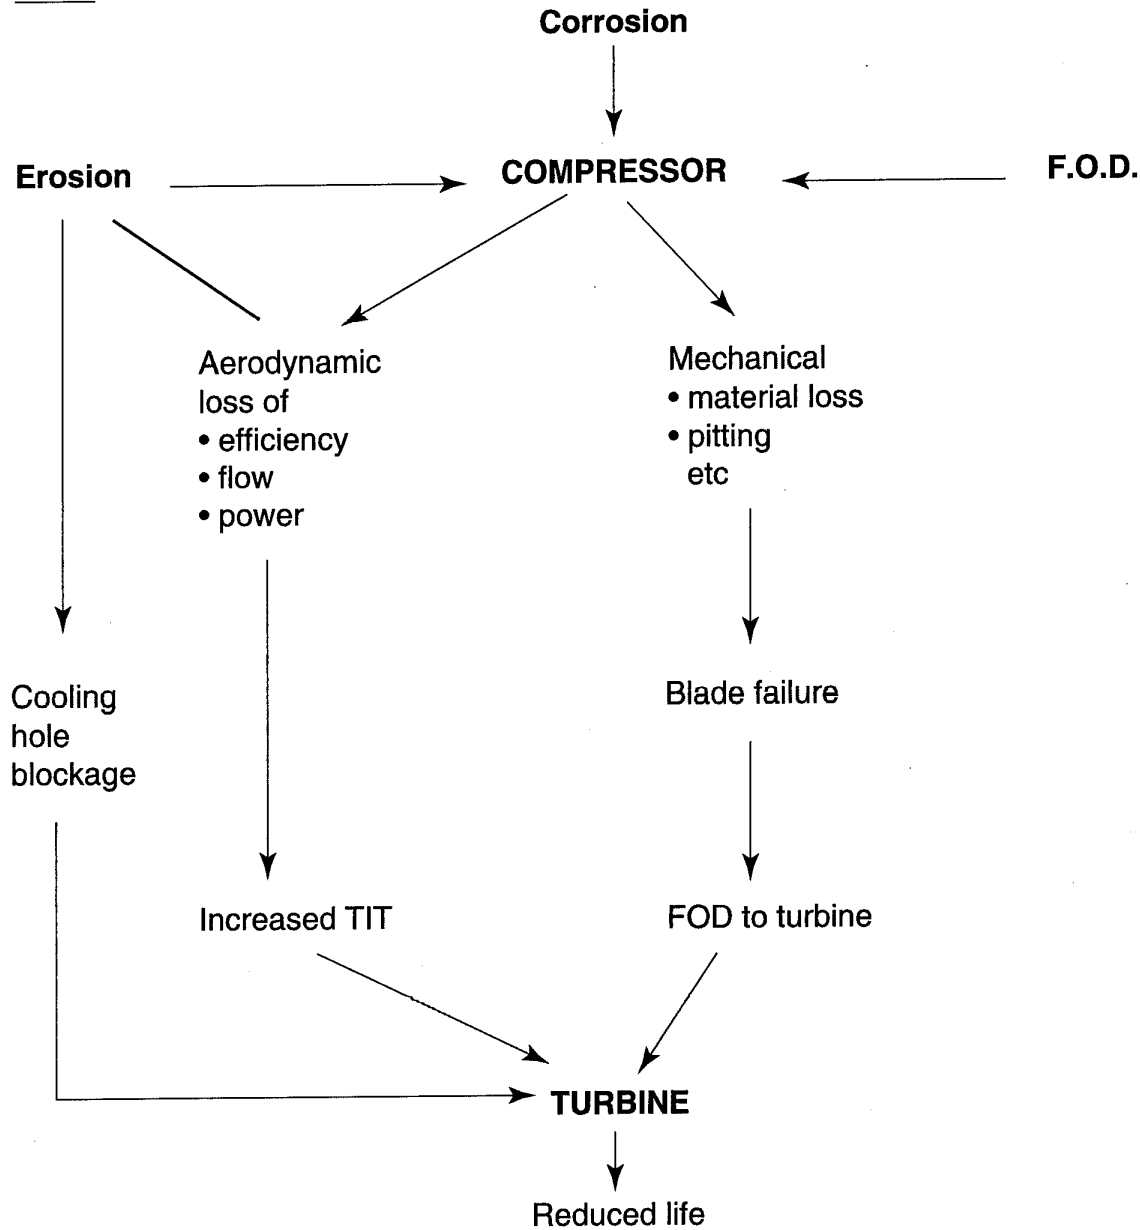 Corrosion
Erosion
COMPRESSOR
F.O.D.
Aerodynamic
loss of
• efficiency
• flow
• power
Mechanical
• material loss
• pitting
etc
Cooling
hole
blockage
Blade failure
Increased TIT
FOD to turbine
TURBINE
Reduced life